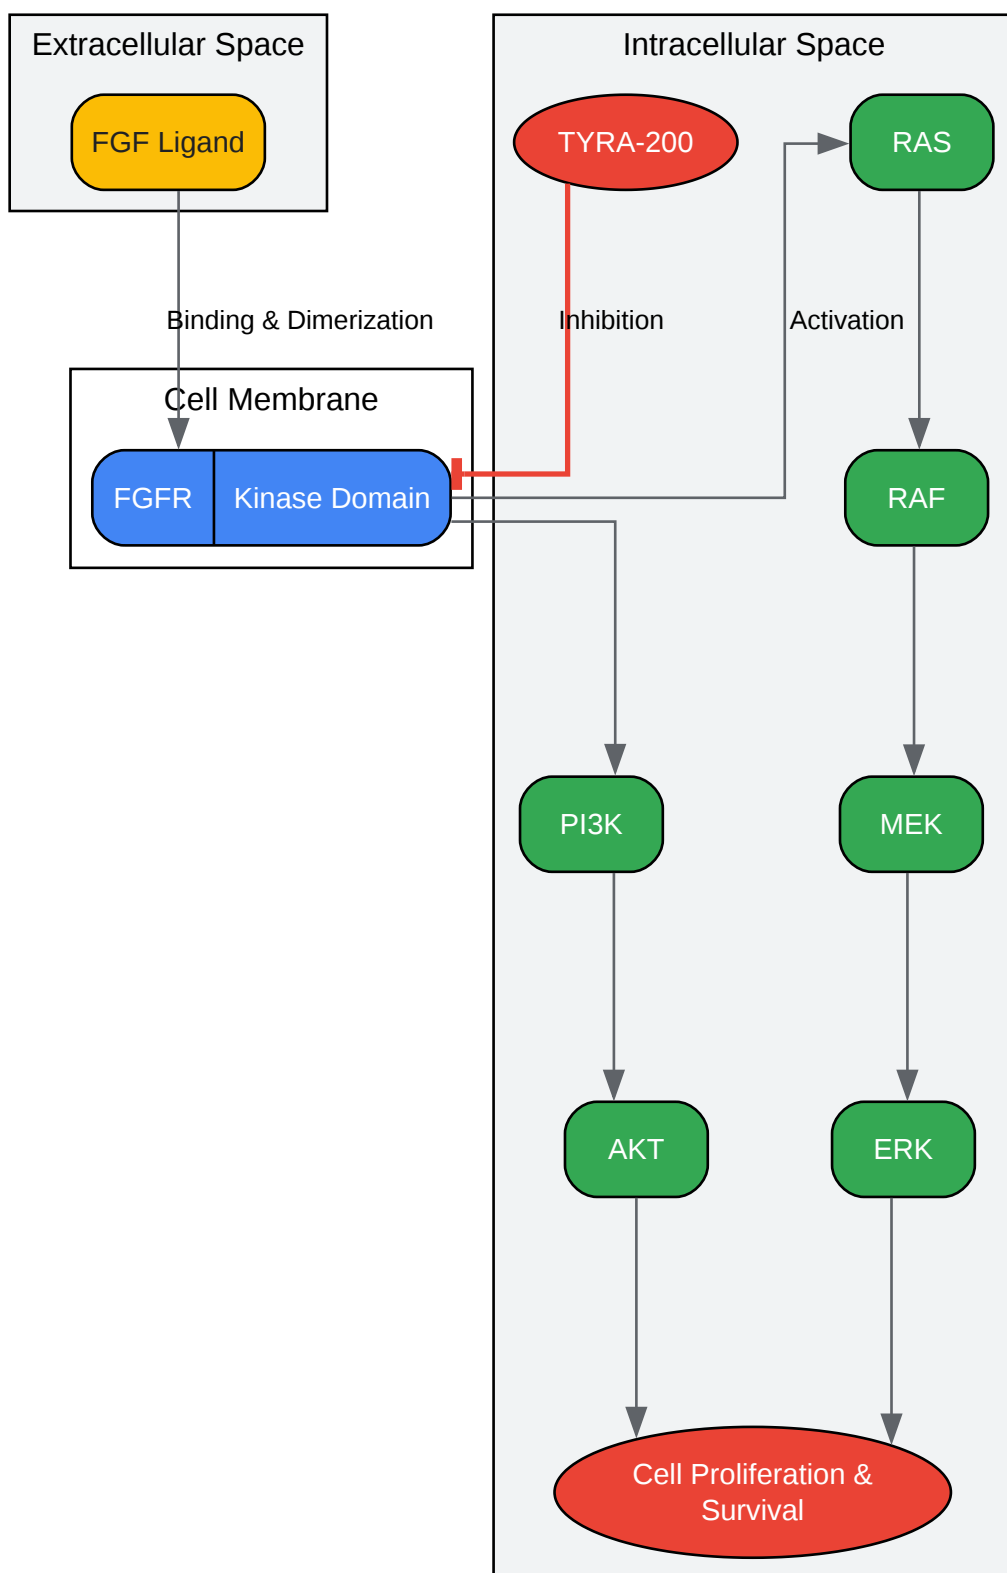 Extracellular Space
Intracellular Space
FGF Ligand
TYRA-200
RAS
Binding & Dimerization
Inhibition
Activation
Cell Membrane
FGFR
Kinase Domain
RAF
PI3K
MEK
AKT
ERK
Cell Proliferation &
Survival